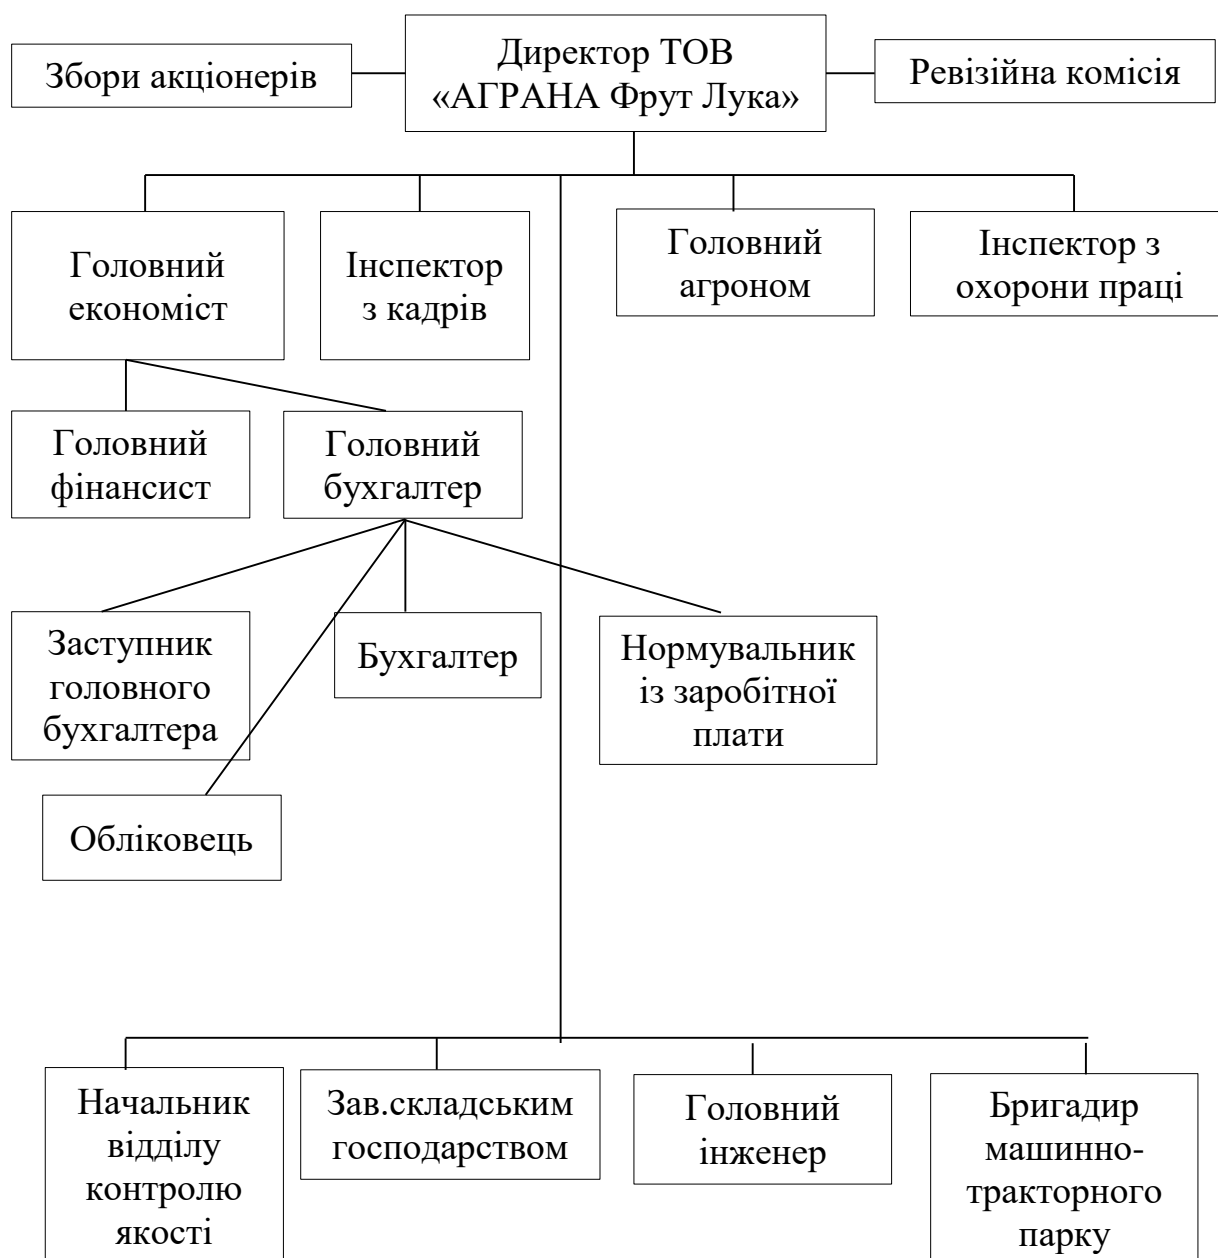 Збори акціонерів
Директор ТОВ
«АГРАНА Фрут Лука»
Ревізійна комісія
Головний
економіст
Інспектор
з кадрів
Головний
агроном
Інспектор з
охорони праці
Головний
фінансист
Головний
бухгалтер
Заступник
головного
бухгалтера
Бухгалтер
Нормувальник
із заробітної
плати
Обліковець
Начальник
відділу
контролю
якості
Зав.складським
господарством
Головний
інженер
Бригадир
машинно-
тракторного
парку